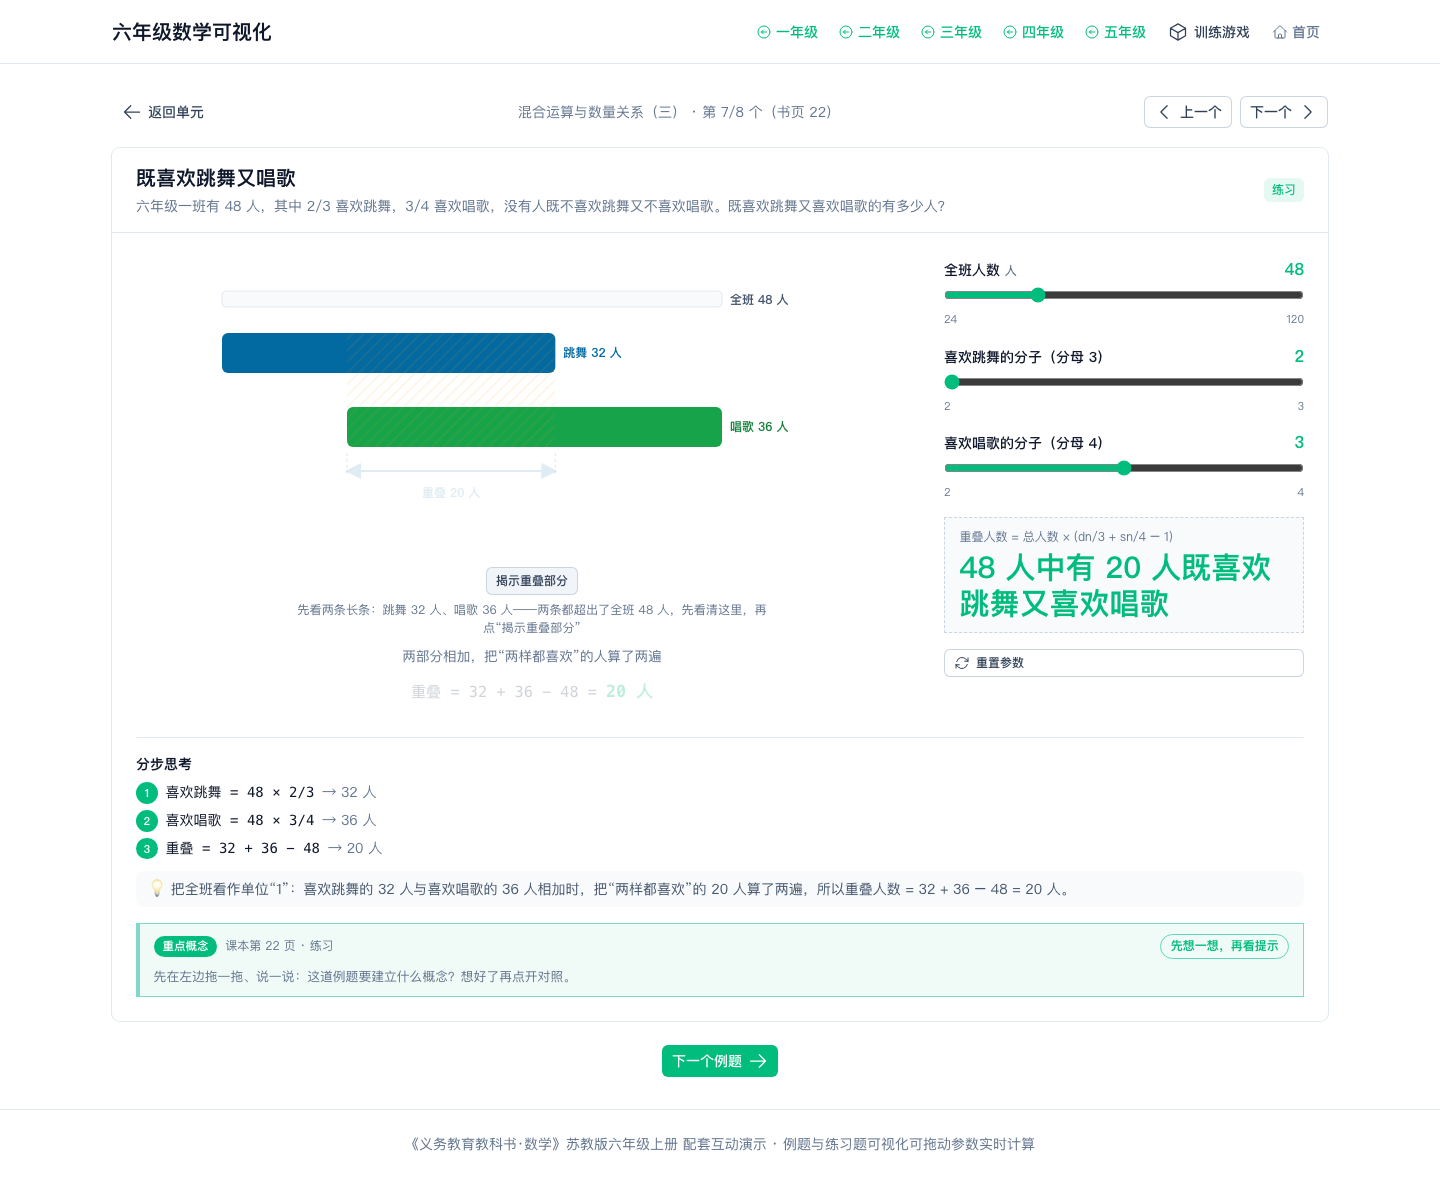 六年级数学可视化
一年级
二年级
三年级
四年级
五年级
训练游戏
首页
返回单元
混合运算与数量关系（三） · 第 7/8 个（书页 22）
上一个
下一个
既喜欢跳舞又唱歌
六年级一班有 48 人，其中 2/3 喜欢跳舞，3/4 喜欢唱歌，没有人既不喜欢跳舞又不喜欢唱歌。既喜欢跳舞又喜欢唱歌的有多少人？
练习
全班 48 人
跳舞 32 人
唱歌 36 人
重叠 20 人
揭示重叠部分
先看两条长条：跳舞 32 人、唱歌 36 人——两条都超出了全班 48 人，先看清这里，再
点“揭示重叠部分”
两部分相加，把“两样都喜欢”的人算了两遍
重叠 = 32 + 36 − 48 = 20 人
全班人数 人
48
24
120
喜欢跳舞的分子（分母 3）
2
2
3
喜欢唱歌的分子（分母 4）
3
2
4
重叠人数 = 总人数 × (dn/3 + sn/4 − 1)
48 人中有 20 人既喜欢
跳舞又喜欢唱歌
重置参数
分步思考
1 喜欢跳舞 = 48 × 2/3 → 32 人
2 喜欢唱歌 = 48 × 3/4 → 36 人
3 重叠 = 32 + 36 − 48 → 20 人
💡 把全班看作单位“1”：喜欢跳舞的 32 人与喜欢唱歌的 36 人相加时，把“两样都喜欢”的 20 人算了两遍，所以重叠人数 = 32 + 36 − 48 = 20 人。
重点概念 课本第 22 页 · 练习
先想一想，再看提示
先在左边拖一拖、说一说：这道例题要建立什么概念？想好了再点开对照。
下一个例题
《义务教育教科书·数学》苏教版六年级上册 配套互动演示 · 例题与练习题可视化可拖动参数实时计算